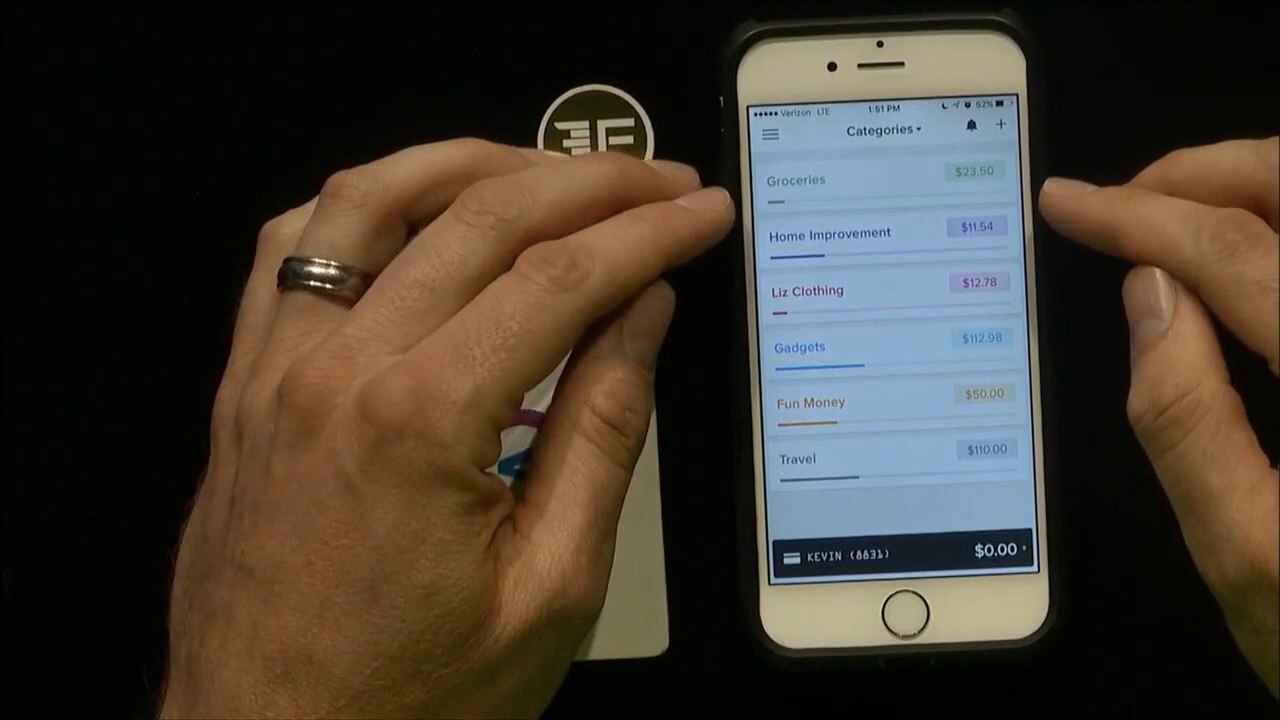 Verizon LTE 1:51 PM 52%
Categories
Groceries $23.50
Home Improvement $11.54
Liz Clothing $12.78
Gadgets $112.98
Fun Money $50.00
Travel $110.00
KEVIN (8831) $0.00